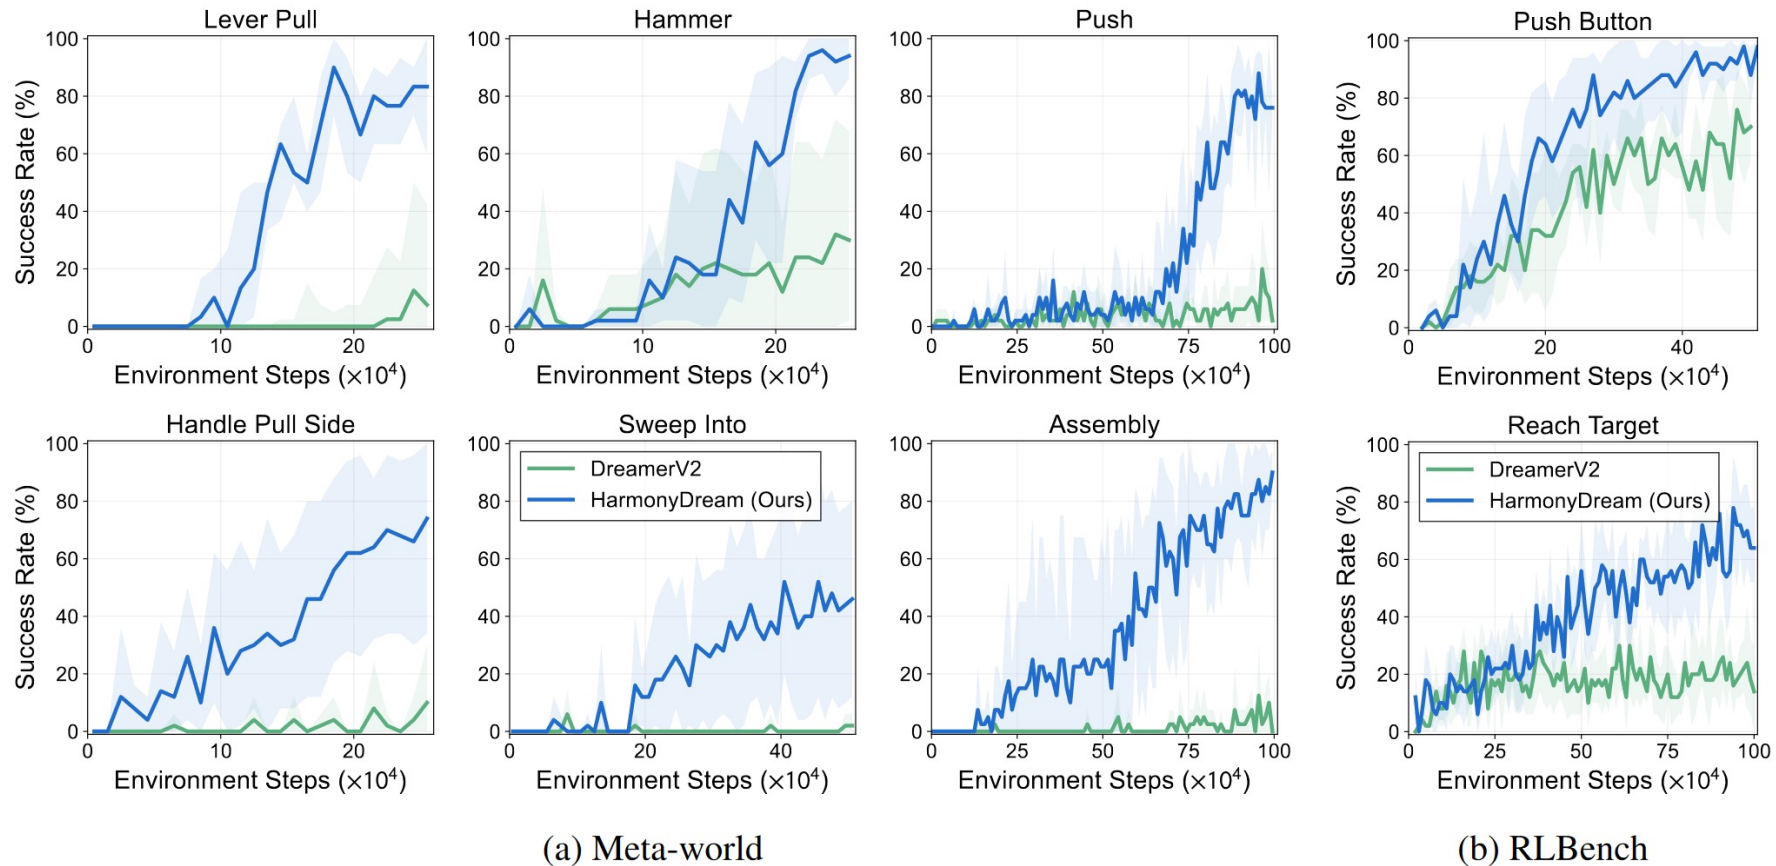 Lever Pull
Success Rate (%)
100
80
60
40
20
0
0 20
Environment Steps (×10⁴)
Hammer
100
80
60
40
20
0
0 10 20
Environment Steps (×10⁴)
Push
100
80
60
40
20
0
0 25 50 75 100
Environment Steps (×10⁴)
Push Button
Success Rate (%)
100
80
60
40
20
0
0 20 40
Environment Steps (×10⁴)
Handle Pull Side
Success Rate (%)
100
80
60
40
20
0
0 10 20
Environment Steps (×10⁴)
Sweep Into
DreamerV2
HarmonyDream (Ours)
100
80
60
40
20
0
20 40
Environment Steps (×10⁴)
Assembly
100
80
60
40
20
0
0 25 50 75 100
Environment Steps (×10⁴)
Reach Target
DreamerV2
HarmonyDream (Ours)
Success Rate (%)
100
80
60
40
20
0
0 25 50 75 100
Environment Steps (×10⁴)
(a) Meta-world
(b) RLBench